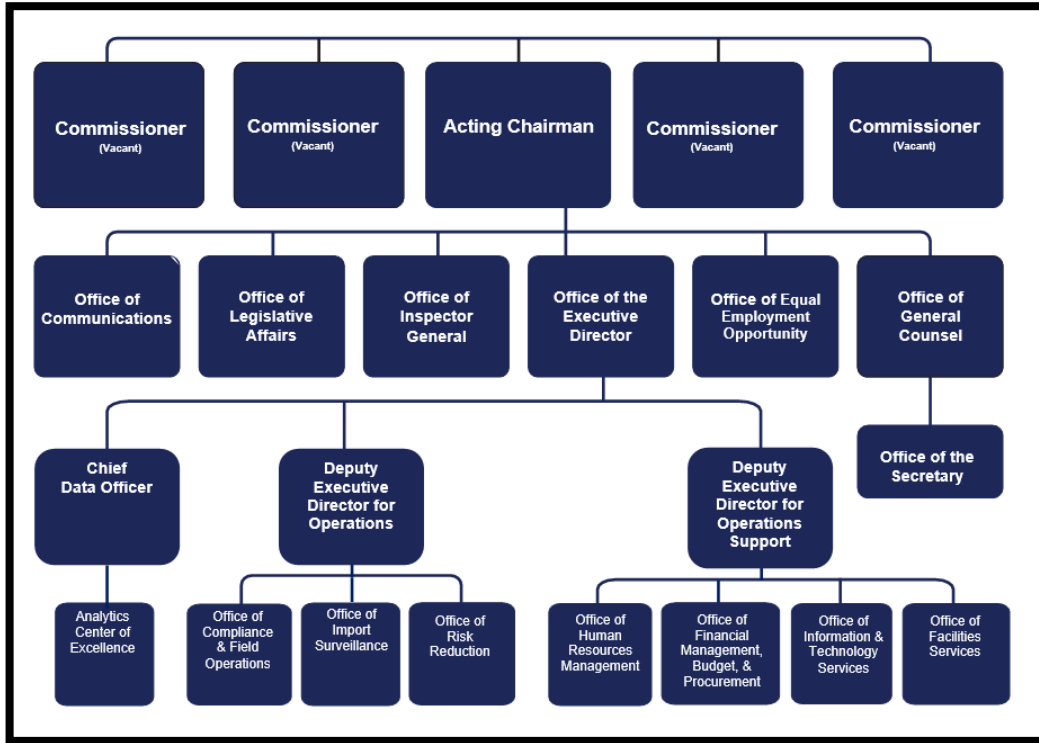 Commissioner
(Vacant)
Commissioner
(Vacant)
Acting Chairman
Commissioner
(Vacant)
Commissioner
(Vacant)
Office of
Communications
Office of
Legislative
Affairs
Office of
Inspector
General
Office of the
Executive
Director
Office of Equal
Employment
Opportunity
Office of
General
Counsel
Office of the
Secretary
Chief
Data Officer
Deputy
Executive
Director for
Operations
Deputy
Executive
Director for
Operations
Support
Analytics
Center of
Excellence
Office of
Compliance
& Field
Operations
Office of
Import
Surveillance
Office of
Risk
Reduction
Office of
Human
Resources
Management
Office of
Financial
Management,
Budget, &
Procurement
Office of
Information &
Technology
Services
Office of
Facilities
Services